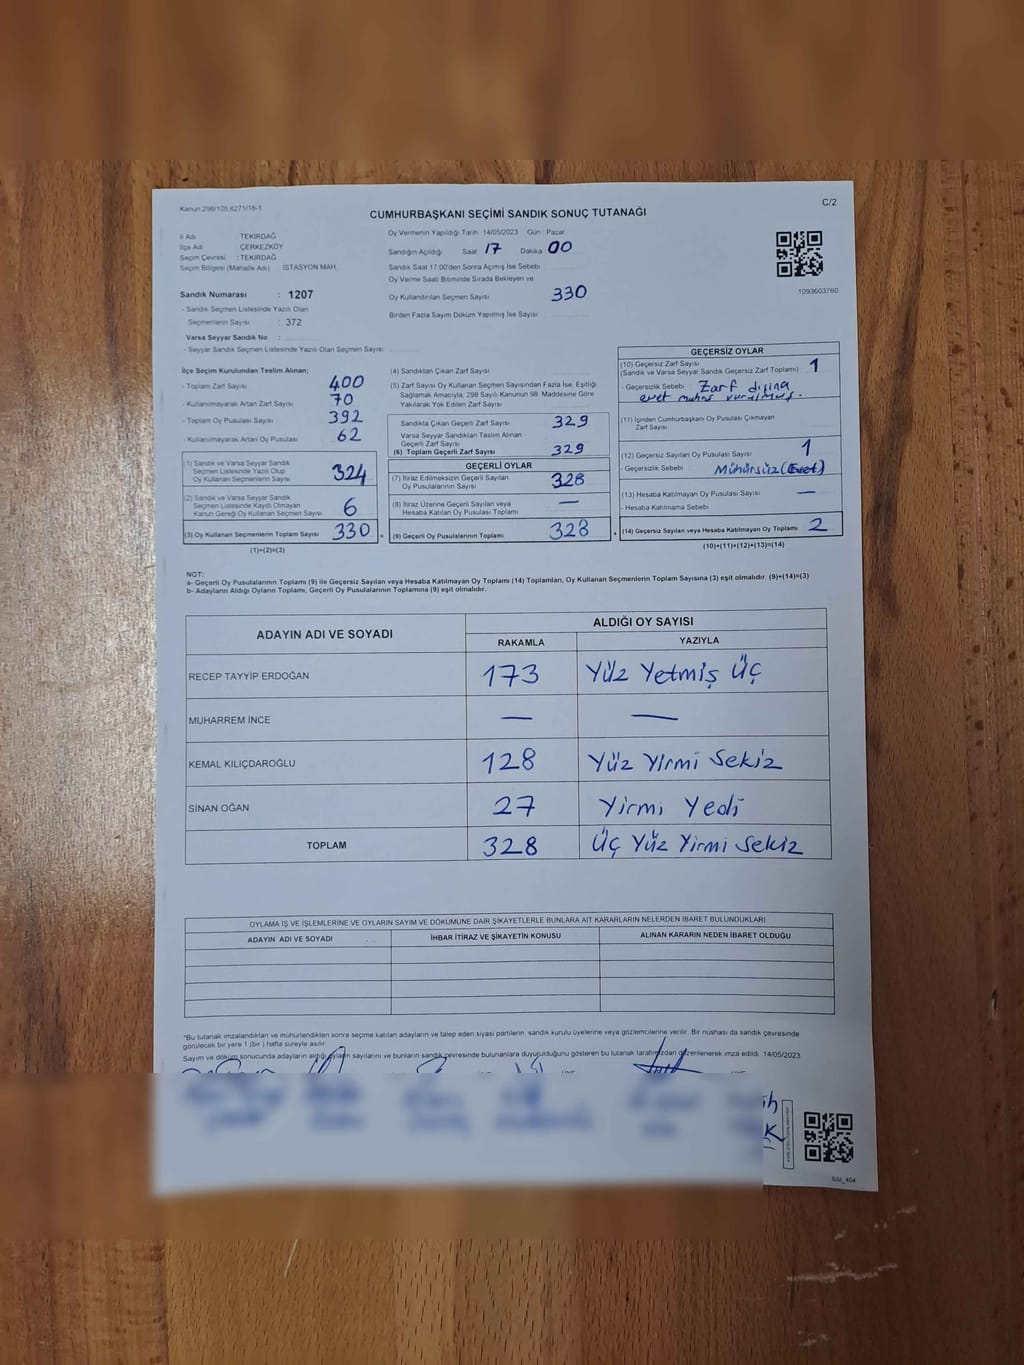 Kanun:298/105;6271/18-1
C/2
CUMHURBAŞKANI SEÇİMİ SANDIK SONUÇ TUTANAĞI
İl Adı TEKİRDAĞ
İlçe Adı ÇERKEZKÖY
Seçim Çevresi : TEKİRDAĞ
Seçim Bölgesi (Mahalle Adı) İSTASYON MAH.
Sandık Numarası : 1207
- Sandık Seçmen Listesinde Yazılı Olan
Seçmenlerin Sayısı : 372
Varsa Seyyar Sandık No :
- Seyyar Sandık Seçmen Listesinde Yazılı Olan Seçmen Sayısı:
Oy Vermenin Yapıldığı Tarih 14/05/2023 Gün : Pazar
Sandığın Açıldığı Saat 17 Dakika 00
Sandık Saat 17:00'den Sonra Açmış İse Sebebi
Oy Verme Saati Bitiminde Sırada Bekleyen ve
Oy Kullandırılan Seçmen Sayısı 330
Birden Fazla Sayım Döküm Yapılmış İse Sayısı
1093603760
İlçe Seçim Kurulundan Teslim Alınan;
- Toplam Zarf Sayısı 400
- Kullanılmayarak Artan Zarf Sayısı 70
- Toplam Oy Pusulası Sayısı 392
- Kullanılmayarak Artan Oy Pusulası 62
(1) Sandık ve Varsa Seyyar Sandık
Seçmen Listesinde Yazılı Olup
Oy Kullanan Seçmenlerin Sayısı 324
(2) Sandık ve Varsa Seyyar Sandık
Seçmen Listesinde Kayıtlı Olmayan
Kanun Gereği Oy Kullanan Seçmen Sayısı 6
(3) Oy Kullanan Seçmenlerin Toplam Sayısı 330 =
(1)+(2)=(3)
(4) Sandıktan Çıkan Zarf Sayısı
(5) Zarf Sayısı Oy Kullanan Seçmen Sayısından Fazla İse, Eşitliği
Sağlamak Amacıyla, 298 Sayılı Kanunun 98. Maddesine Göre
Yakılarak Yok Edilen Zarf Sayısı
Sandıkta Çıkan Geçerli Zarf Sayısı 329
Varsa Seyyar Sandıktan Teslim Alınan
Geçerli Zarf Sayısı
(6) Toplam Geçerli Zarf Sayısı 329
GEÇERLİ OYLAR
(7) İtiraz Edilmeksizin Geçerli Sayılan
Oy Pusulalarının Sayısı 328
(8) İtiraz Üzerine Geçerli Sayılan veya
Hesaba Katılan Oy Pusulası Toplamı —
(9) Geçerli Oy Pusulalarının Toplamı 328 +
GEÇERSİZ OYLAR
(10) Geçersiz Zarf Sayısı 1
(Sandık ve Varsa Seyyar Sandık Geçersiz Zarf Toplamı)
- Geçersizlik Sebebi Zarf dışına
evet muhrü vurulmuş.
(11) İçinden Cumhurbaşkanı Oy Pusulası Çıkmayan
Zarf Sayısı
(12) Geçersiz Sayılan Oy Pusulası Sayısı 1
- Geçersizlik Sebebi Mühürsüz (Evet)
(13) Hesaba Katılmayan Oy Pusulası Sayısı —
- Hesaba Katılmama Sebebi
(14) Geçersiz Sayılan veya Hesaba Katılmayan Oy Toplamı 2
(10)+(11)+(12)+(13)=(14)
NOT:
a- Geçerli Oy Pusulalarının Toplamı (9) ile Geçersiz Sayılan veya Hesaba Katılmayan Oy Toplamı (14) Toplamları, Oy Kullanan Seçmenlerin Toplam Sayısına (3) eşit olmalıdır. (9)+(14)=(3)
b- Adayların Aldığı Oyların Toplamı, Geçerli Oy Pusulalarının Toplamına (9) eşit olmalıdır.
ADAYIN ADI VE SOYADI ALDIĞI OY SAYISI
RAKAMLA YAZIYLA
RECEP TAYYİP ERDOĞAN 173 Yüz Yetmiş Üç
MUHARREM İNCE — —
KEMAL KILIÇDAROĞLU 128 Yüz Yirmi Sekiz
SİNAN OĞAN 27 Yirmi Yedi
TOPLAM 328 Üç Yüz Yirmi Sekiz
OYLAMA İŞ VE İŞLEMLERİNE VE OYLARIN SAYIM VE DÖKÜMÜNE DAİR ŞİKAYETLERLE BUNLARA AİT KARARLARIN NELERDEN İBARET BULUNDUKLARI
ADAYIN ADI VE SOYADI İHBAR İTİRAZ VE ŞİKAYETİN KONUSU ALINAN KARARIN NEDEN İBARET OLDUĞU
*Bu tutanak imzalandıktan ve mühürlendikten sonra seçime katılan adayların ve talep eden siyasi partilerin sandık kurulu üyelerine veya gözlemcilerine verilir. Bir nüshası da sandık çevresinde
görülecek bir yere 1 (bir ) hafta süreyle asılır.
Sayım ve döküm sonucunda adayların aldığı oyların sayılarını ve bunların sandık çevresinde bulunanlara duyurulduğunu gösteren bu tutanak tarafımızdan düzenlenerek imza edildi. 14/05/2023
SSI_404